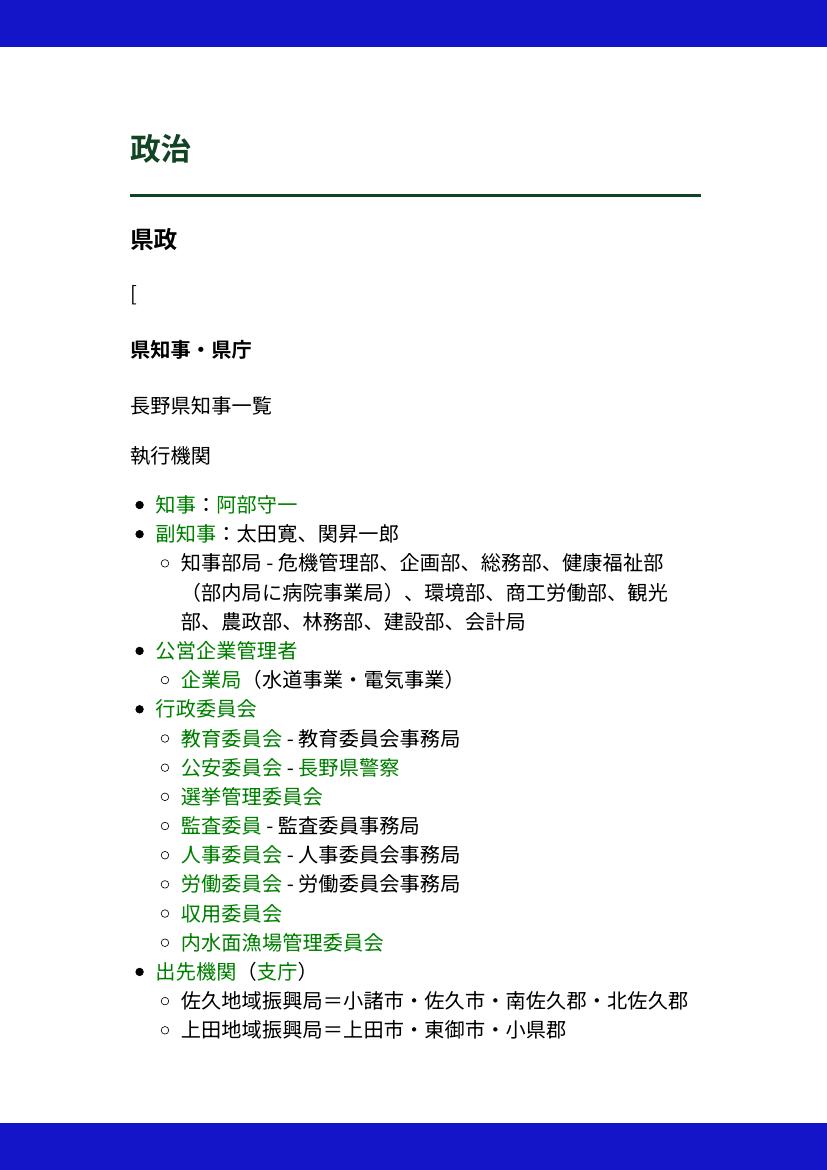 政治
県政
[
県知事・県庁
長野県知事一覧
執行機関
• 知事：阿部守一
• 副知事：太田寛、関昇一郎
◦ 知事部局 - 危機管理部、企画部、総務部、健康福祉部
（部内局に病院事業局）、環境部、商工労働部、観光
部、農政部、林務部、建設部、会計局
• 公営企業管理者
◦ 企業局（水道事業・電気事業）
• 行政委員会
◦ 教育委員会 - 教育委員会事務局
◦ 公安委員会 - 長野県警察
◦ 選挙管理委員会
◦ 監査委員 - 監査委員事務局
◦ 人事委員会 - 人事委員会事務局
◦ 労働委員会 - 労働委員会事務局
◦ 収用委員会
◦ 内水面漁場管理委員会
• 出先機関（支庁）
◦ 佐久地域振興局＝小諸市・佐久市・南佐久郡・北佐久郡
◦ 上田地域振興局＝上田市・東御市・小県郡